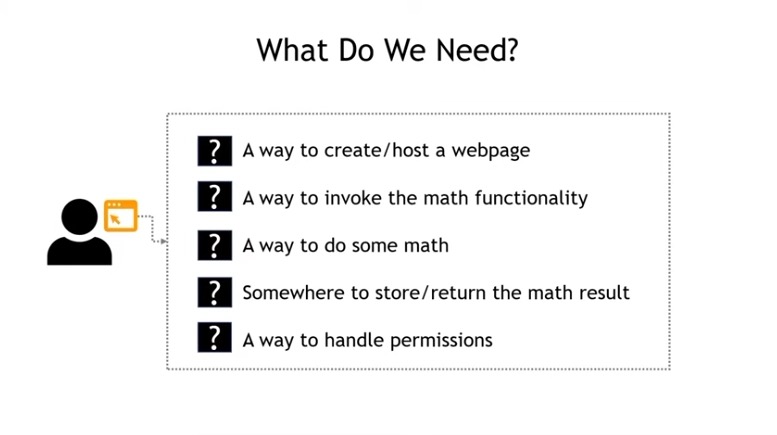 What Do We Need?
? A way to create/host a webpage
? A way to invoke the math functionality
? A way to do some math
? Somewhere to store/return the math result
? A way to handle permissions